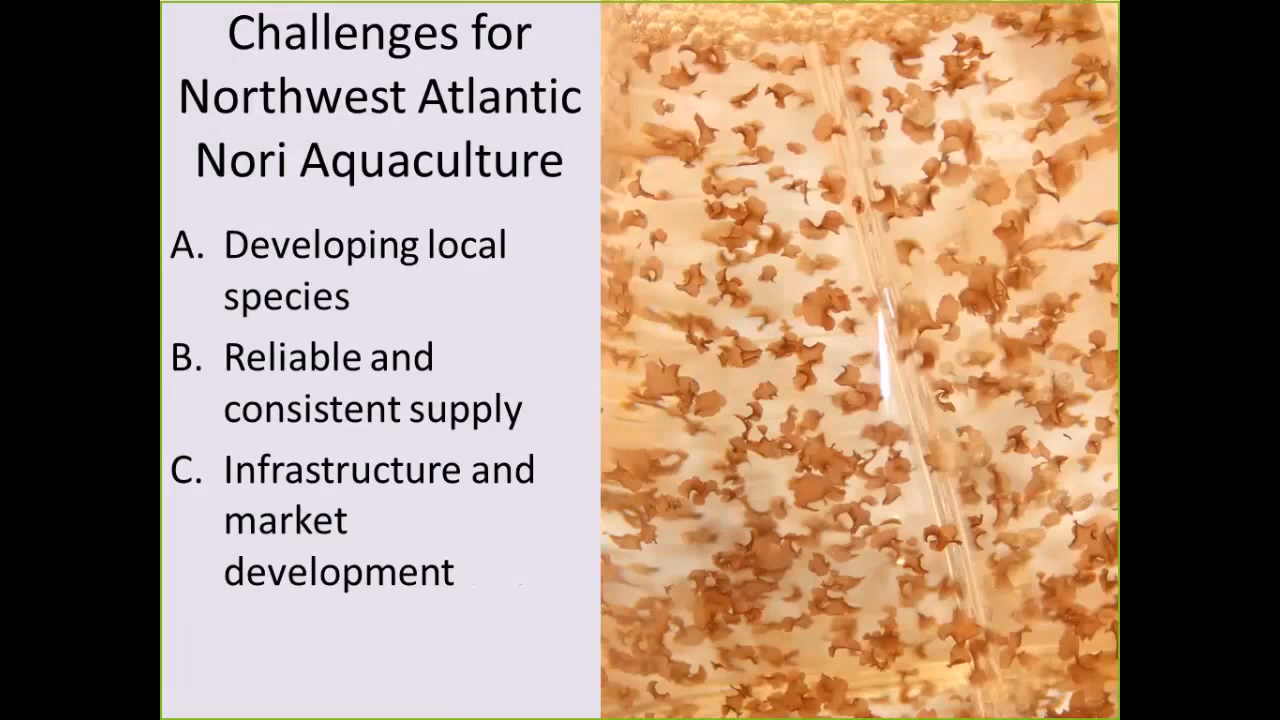 Challenges for
Northwest Atlantic
Nori Aquaculture
A. Developing local
species
B. Reliable and
consistent supply
C. Infrastructure and
market
development